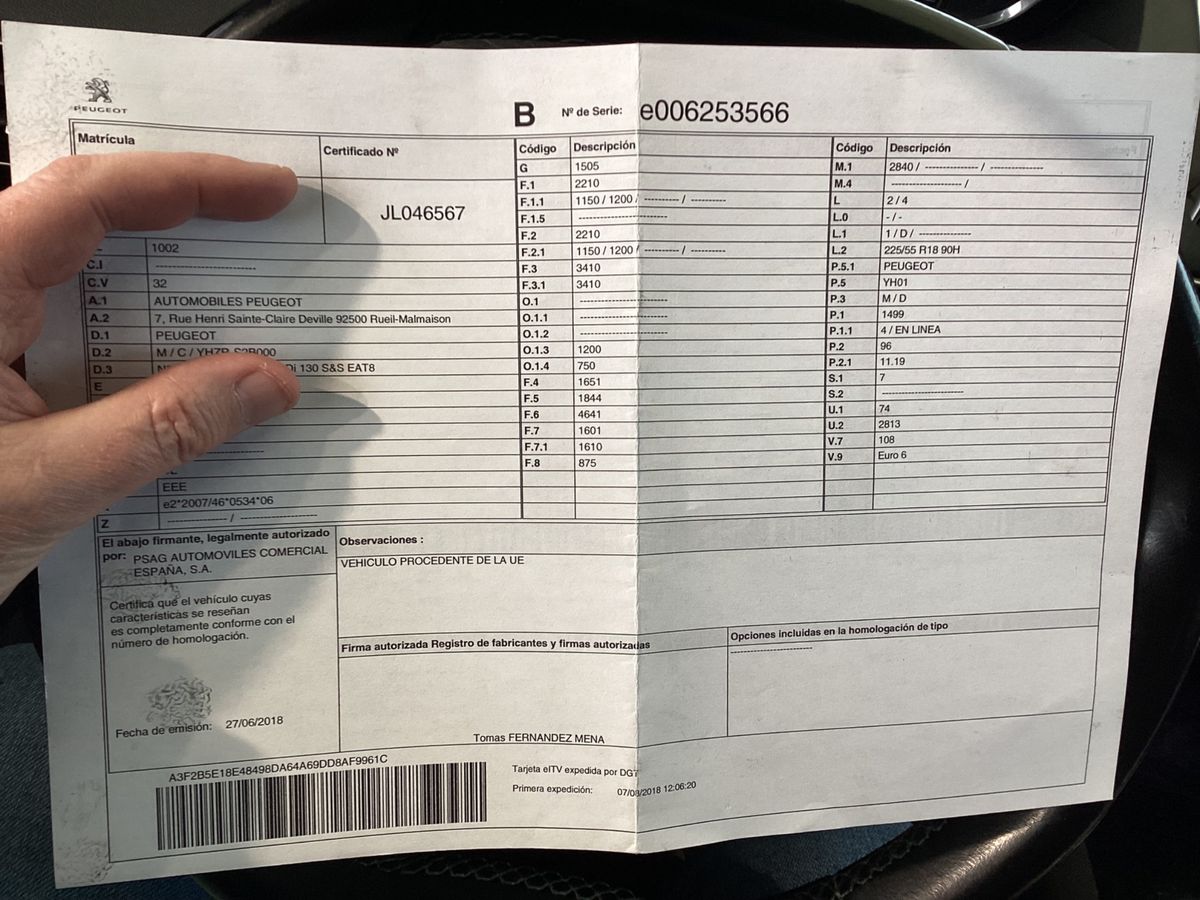 PEUGEOT
B Nº de Serie: e006253566
Matrícula
Certificado Nº
JL046567
1002
C.I ----------------------
C.V 32
A.1 AUTOMOBILES PEUGEOT
A.2 7, Rue Henri Sainte-Claire Deville 92500 Rueil-Malmaison
D.1 PEUGEOT
D.2 M / C /
D.3 130 S&S EAT8
E
EEE
e2*2007/46*0534*06
Z ---------------- / --------------------
Código Descripción
G 1505
F.1 2210
F.1.1 1150 / 1200 / ---------- / ----------
F.1.5 --------------------
F.2 2210
F.2.1 1150 / 1200 / ---------- / ----------
F.3 3410
F.3.1 3410
O.1 --------------------
O.1.1 --------------------
O.1.2 --------------------
O.1.3 1200
O.1.4 750
F.4 1651
F.5 1844
F.6 4641
F.7 1601
F.7.1 1610
F.8 875
Código Descripción
M.1 2840 / --------------- / ---------------
M.4 -------------------- /
L 2 / 4
L.0 - / -
L.1 1 / D / ---------------
L.2 225/55 R18 90H
P.5.1 PEUGEOT
P.5 YH01
P.3 M / D
P.1 1499
P.1.1 4 / EN LINEA
P.2 96
P.2.1 11.19
S.1 7
S.2 --------------------
U.1 74
U.2 2813
V.7 108
V.9 Euro 6
El abajo firmante, legalmente autorizado
por: PSAG AUTOMOVILES COMERCIAL
ESPAÑA, S.A.
Certifica que el vehículo cuyas
características se reseñan
es completamente conforme con el
número de homologación.
Fecha de emisión: 27/06/2018
Observaciones :
VEHICULO PROCEDENTE DE LA UE
Firma autorizada Registro de fabricantes y firmas autorizadas
Tomas FERNANDEZ MENA
Opciones incluidas en la homologación de tipo
--------------------
A3F2B5E18E48498DA64A69DD8AF9961C
Tarjeta eITV expedida por DGT
Primera expedición: 07/08/2018 12:06:20